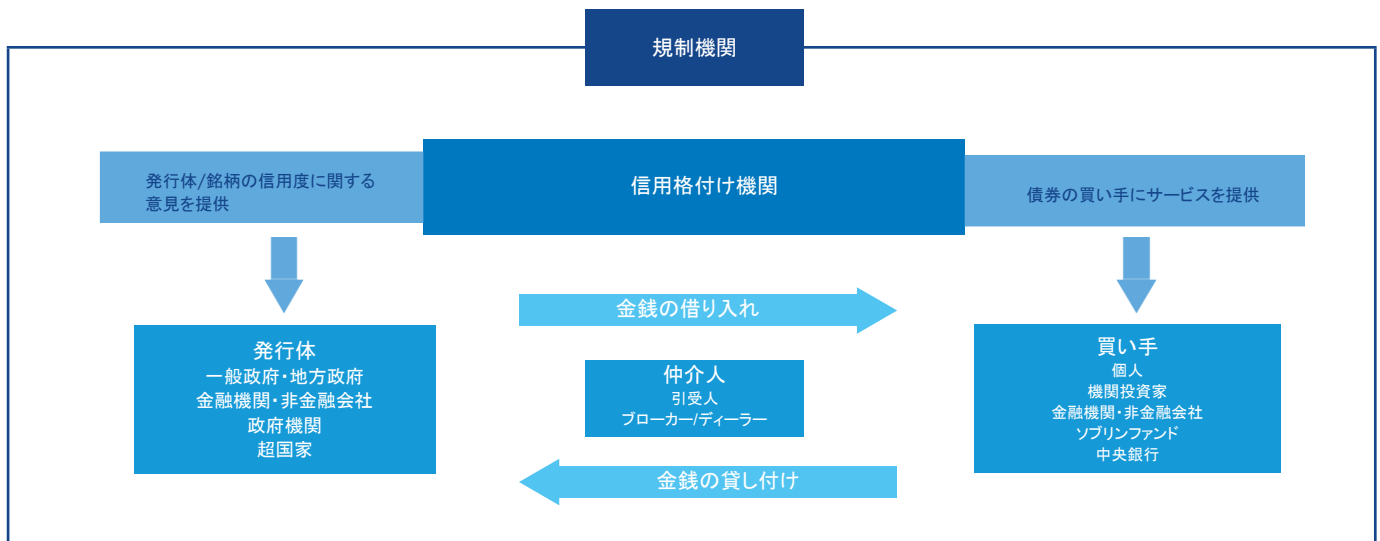 規制機関
発行体/銘柄の信用度に関する
意見を提供
信用格付け機関
債券の買い手にサービスを提供
金銭の借り入れ
発行体
一般政府・地方政府
金融機関・非金融会社
政府機関
超国家
仲介人
引受人
ブローカー/ディーラー
買い手
個人
機関投資家
金融機関・非金融会社
ソブリンファンド
中央銀行
金銭の貸し付け